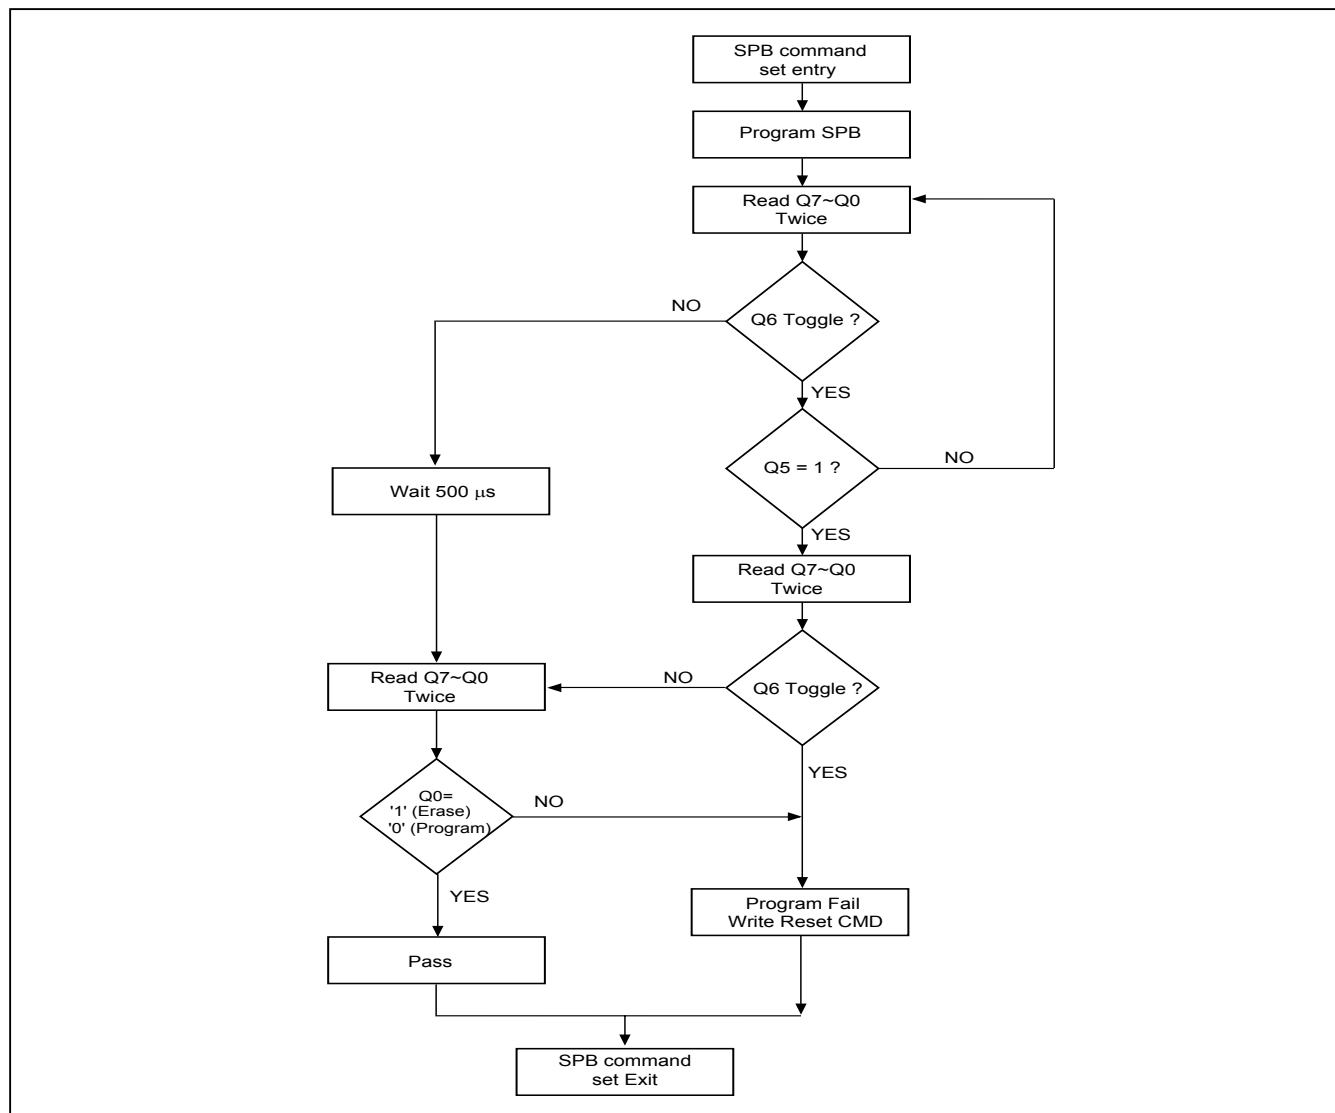 SPB command
set entry
Program SPB
Read Q7~Q0
Twice
NO
Q6 Toggle ?
YES
Q5 = 1 ?
NO
Wait 500 μs
YES
Read Q7~Q0
Twice
Read Q7~Q0
Twice
NO
Q6 Toggle ?
YES
Q0=
'1' (Erase)
'0' (Program)
NO
YES
Program Fail
Write Reset CMD
Pass
SPB command
set Exit